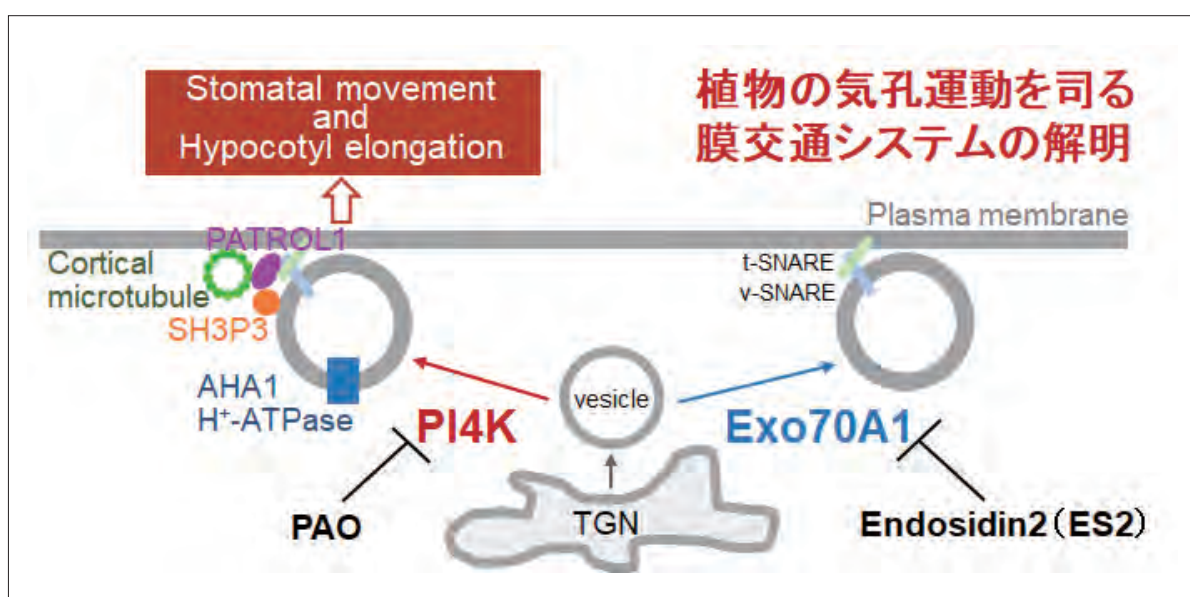 Stomatal movement
and
Hypocotyl elongation
植物の気孔運動を司る
膜交通システムの解明
Plasma membrane
PATROL1
Cortical
microtubule
SH3P3
t-SNARE
v-SNARE
AHA1
H⁺-ATPase
vesicle
PI4K
Exo70A1
PAO
TGN
Endosidin2（ES2）